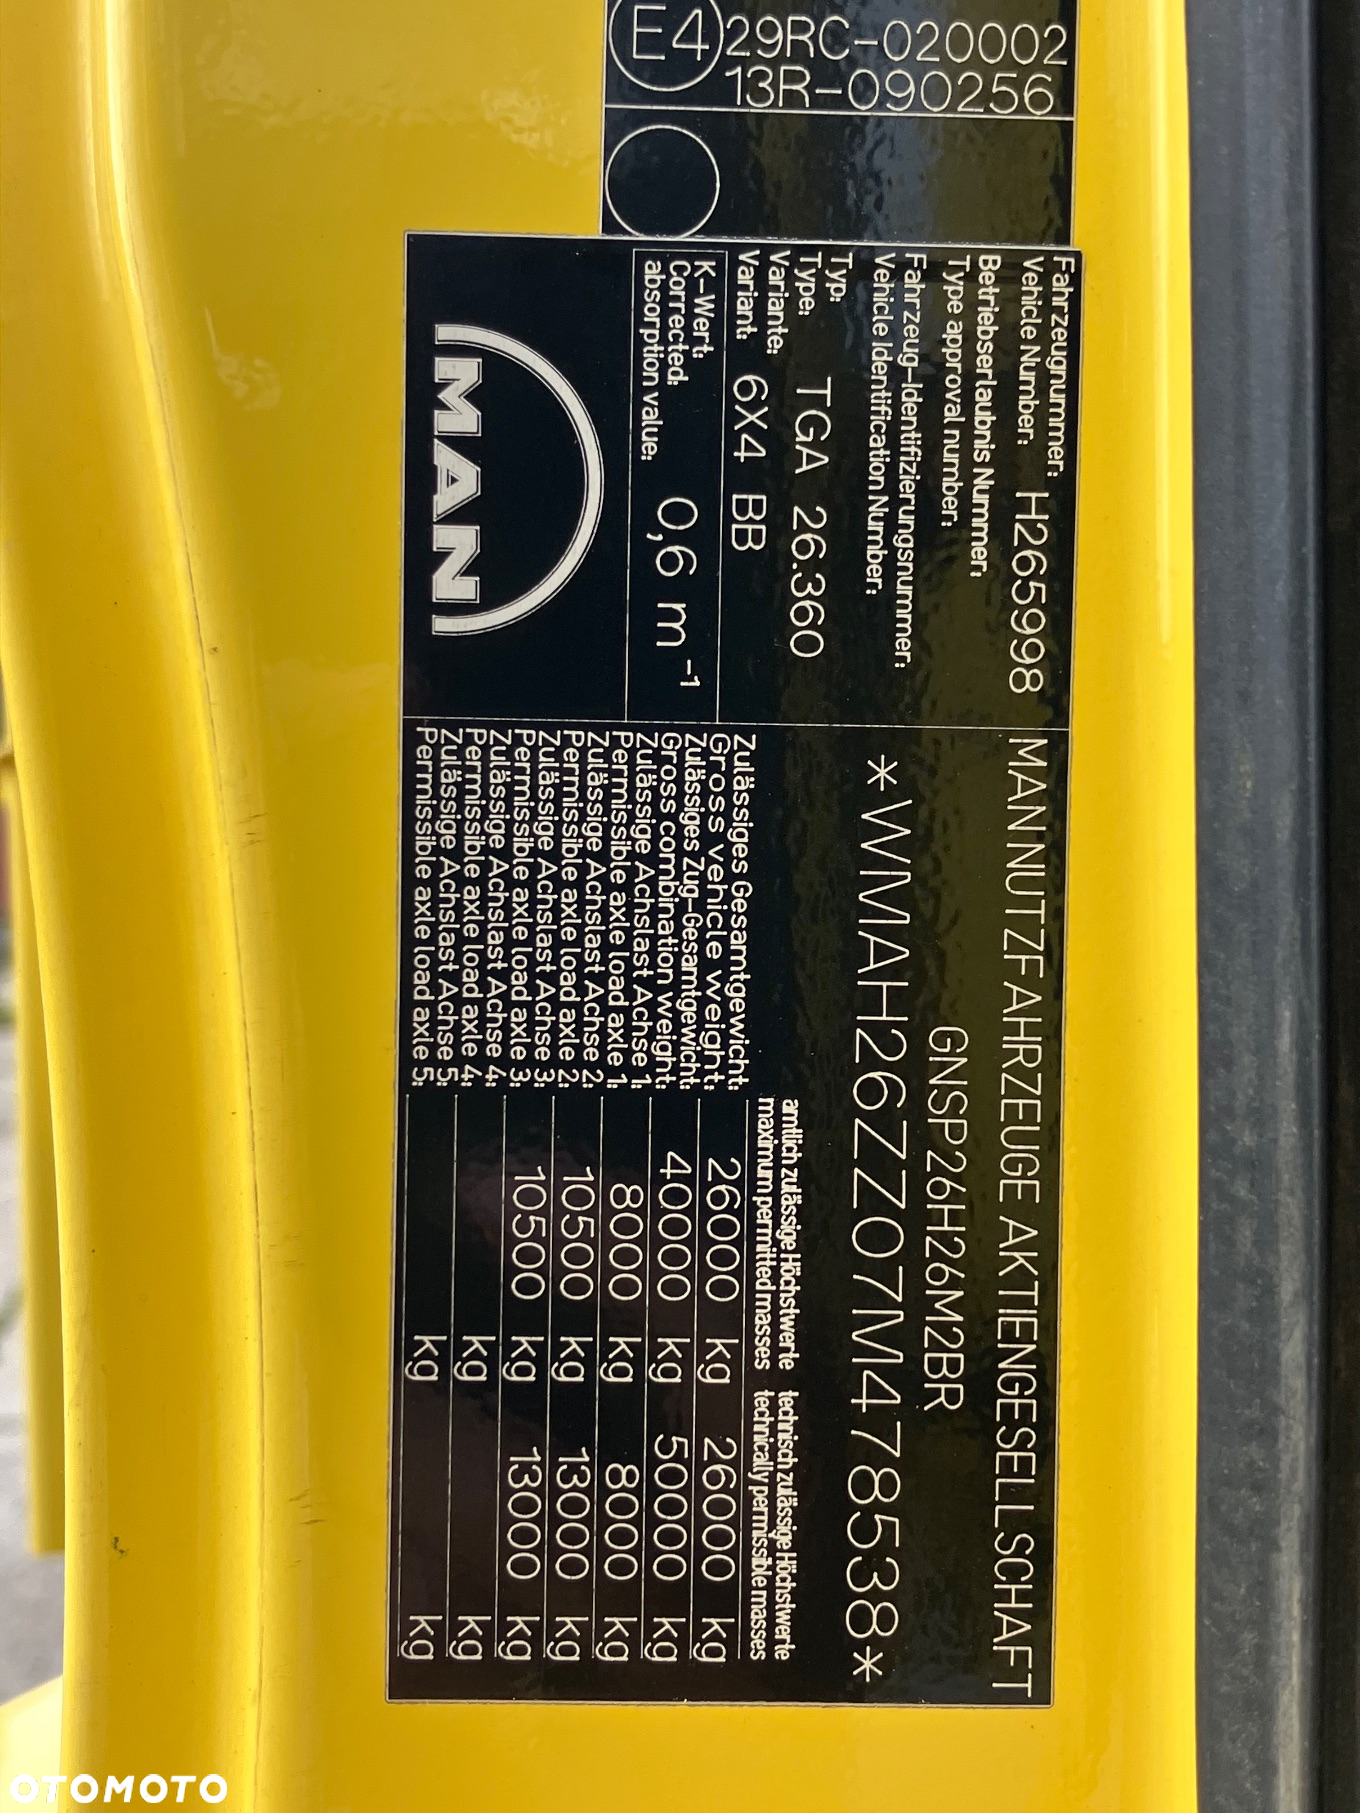 E4 29RC-020002
13R-090256
Fahrzeugnummer:
Vehicle Number: H265998 MAN NUTZFAHRZEUGE AKTIENGESELLSCHAFT
Betriebserlaubnis Nummer:
Type approval number: GNSP26H26M2BR
Fahrzeug-Identifizierungsnummer:
Vehicle Identification Number: *WMAH26ZZ07M478538*
Typ:
Type: TGA 26.360
Variante:
Variant: 6X4 BB
K-Wert:
Corrected: 0,6 m⁻¹
absorption value:
MAN
amtlich zulässige Höchstwerte technisch zulässige Höchstwerte
maximum permitted masses technically permissible masses
Zulässiges Gesamtgewicht:
Gross vehicle weight: 26000 kg 26000 kg
Zulässiges Zug-Gesamtgewicht:
Gross combination weight: 40000 kg 50000 kg
Zulässige Achslast Achse 1:
Permissible axle load axle 1: 8000 kg 8000 kg
Zulässige Achslast Achse 2:
Permissible axle load axle 2: 10500 kg 13000 kg
Zulässige Achslast Achse 3:
Permissible axle load axle 3: 10500 kg 13000 kg
Zulässige Achslast Achse 4:
Permissible axle load axle 4: kg kg
Zulässige Achslast Achse 5:
Permissible axle load axle 5: kg kg
OTOMOTO